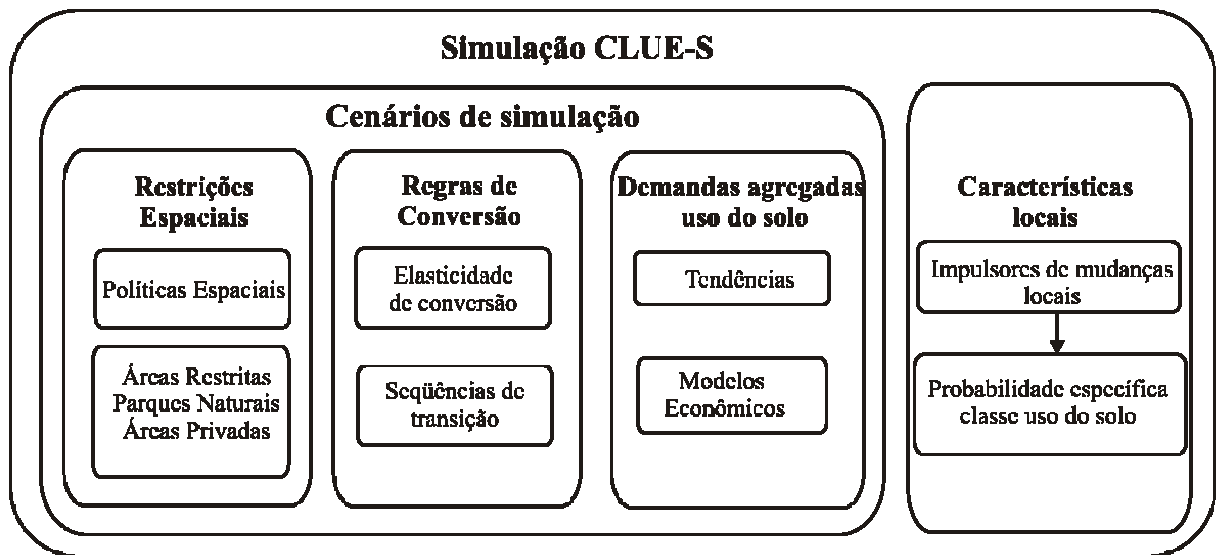 Simulação CLUE-S
Cenários de simulação
Restrições
Espaciais
Políticas Espaciais
Áreas Restritas
Parques Naturais
Áreas Privadas
Regras de
Conversão
Elasticidade
de conversão
Seqüências de
transição
Demandas agregadas
uso do solo
Tendências
Modelos
Econômicos
Características
locais
Impulsores de mudanças
locais
Probabilidade específica
classe uso do solo